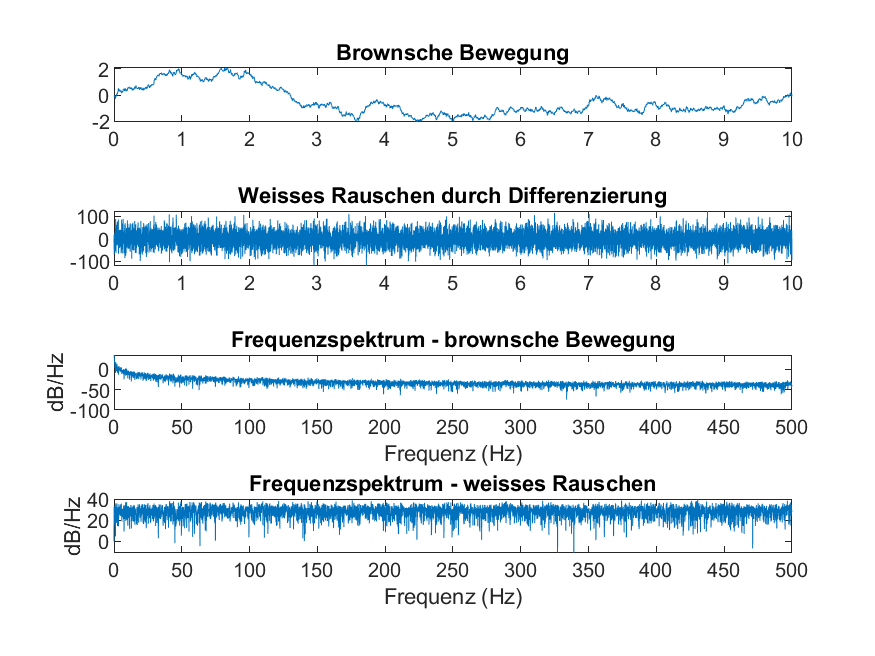 Brownsche Bewegung
2
0
-2
0 1 2 3 4 5 6 7 8 9 10
Weisses Rauschen durch Differenzierung
100
0
-100
0 1 2 3 4 5 6 7 8 9 10
Frequenzspektrum - brownsche Bewegung
dB/Hz
0
-50
-100
0 50 100 150 200 250 300 350 400 450 500
Frequenz (Hz)
Frequenzspektrum - weisses Rauschen
dB/Hz
40
20
0
0 50 100 150 200 250 300 350 400 450 500
Frequenz (Hz)